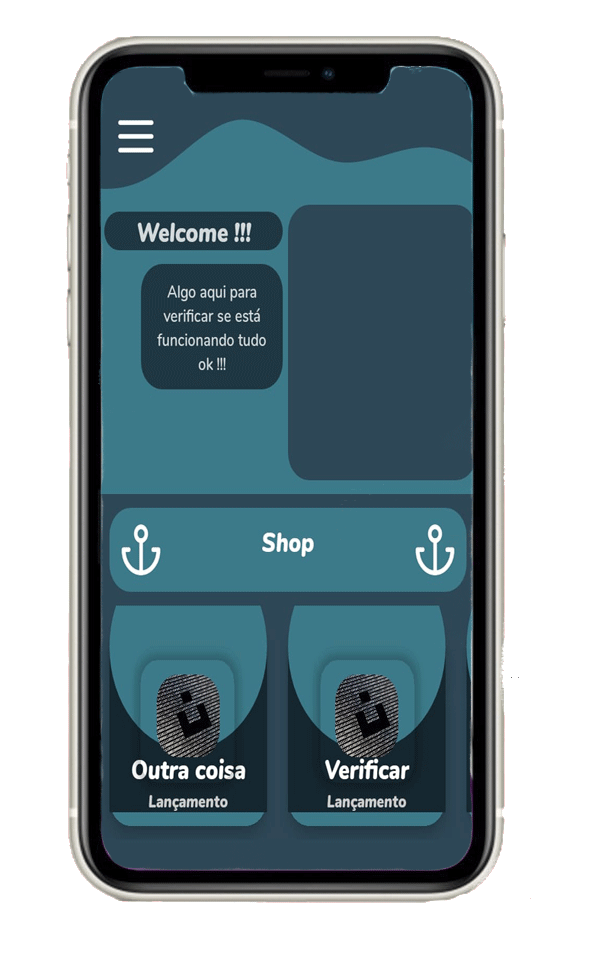 Welcome !!!
Algo aqui para
verificar se está
funcionando tudo
ok !!!
Shop
Outra coisa
Lançamento
Verificar
Lançamento